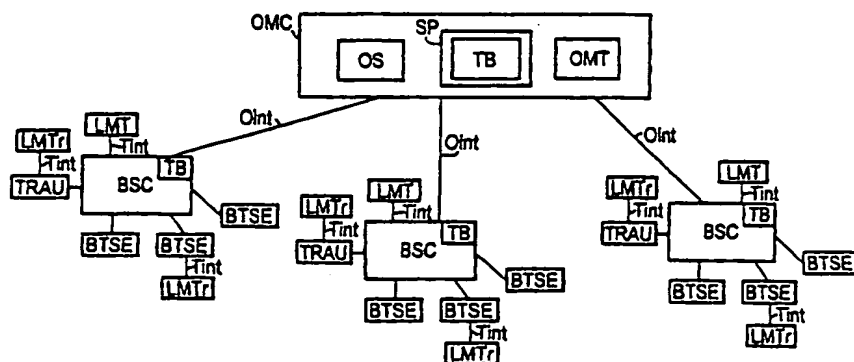 OMC
SP
OS
TB
OMT
Oint
Oint
Oint
LMTr
LMT
Tint
Tint
TRAU
BSC
TB
BTSE
BTSE
BTSE
Tint
LMTr
LMTr
LMT
Tint
Tint
TRAU
BSC
TB
BTSE
BTSE
BTSE
Tint
LMTr
LMTr
LMT
Tint
Tint
TRAU
BSC
TB
BTSE
BTSE
BTSE
Tint
LMTr